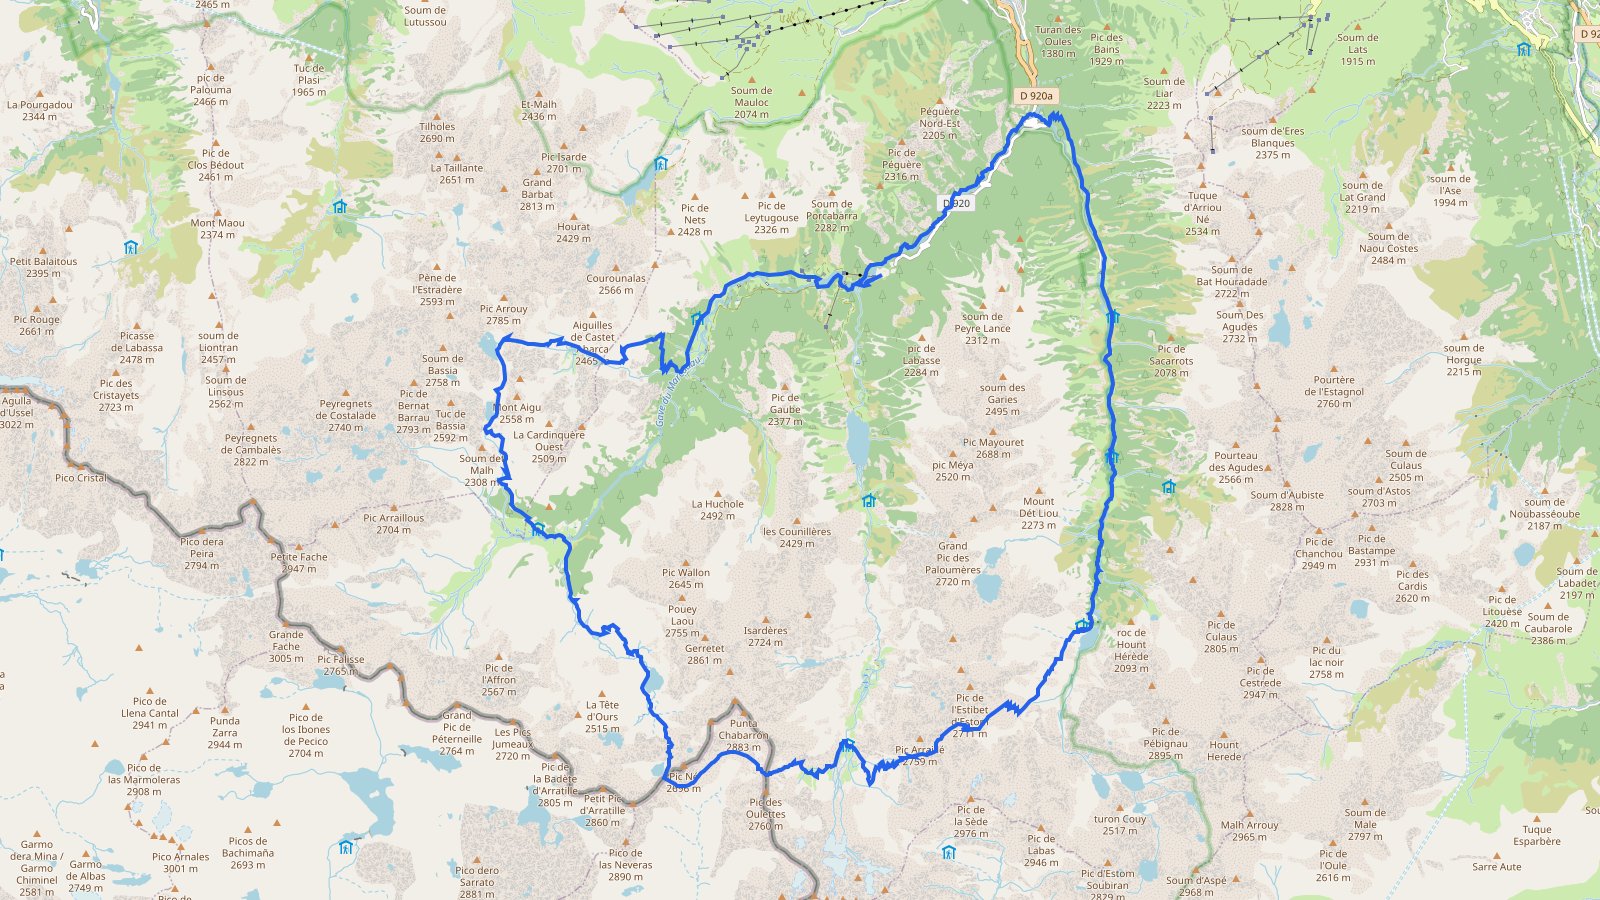 2465 m
Soum de
Lutussou
Turan des
Oules
1380 m
Pic des
Bains
1929 m
Soum de
Lats
1915 m
D 92
pic de
Palouma
2466 m
Tuc de
Plasi
1965 m
La Pourgadou
2344 m
Et-Malh
2436 m
Soum de
Mauloc
2074 m
D 920a
Soum de
Liar
2223 m
Tilholes
2690 m
Péguère
Nord-Est
2205 m
soum d'Eres
Blanques
2375 m
Pic de
Clos Bédout
2461 m
La Taillante
2651 m
Pic Isarde
2701 m
Pic de
Péguère
2316 m
Grand
Barbat
2813 m
soum de
Lat Grand
2219 m
soum de
l'Ase
1994 m
Tuque
d'Arriou
Né
2534 m
D 920
Mont Maou
2374 m
Hourat
2429 m
Pic de
Nets
2428 m
Pic de
Leytugouse
2326 m
Soum de
Porcabarra
2282 m
Soum de
Naou Costes
2484 m
Petit Balaitous
2395 m
Pène de
l'Estradère
2593 m
Courounalas
2566 m
Soum de
Bat Houradade
2722 m
Pic Rouge
2661 m
Picasse
de Labassa
2478 m
soum de
Liontran
2457 m
Pic Arrouy
2785 m
Aiguilles
de Castet
Abarca
2465
soum de
Peyre Lance
2312 m
Soum Des
Agudes
2732 m
pic de
Labasse
2284 m
Pic de
Sacarrots
2078 m
soum de
Horgue
2215 m
Soum de
Bassia
2758 m
Pic des
Cristayets
2723 m
Soum de
Linsous
2562 m
Agulla
d'Ussel
3022 m
Peyregnets
de Costalade
2740 m
Pic de
Bernat
Barrau
2793 m
Tuc de
Bassia
2592 m
Mont Aigu
2558 m
Gave du Marcadau
Pic de
Gaube
2377 m
soum des
Garies
2495 m
Pourtère
de l'Estagnol
2760 m
Peyregnets
de Cambalès
2822 m
La Cardinquère
Ouest
2509 m
Pic Mayouret
2688 m
pic Méya
2520 m
Pourteau
des Agudes
2566 m
Soum de
Culaus
2505 m
Pico Cristal
Soum de
Malh
2308 m
La Huchole
2492 m
Mount
Dét Liou
2273 m
Soum d'Aubiste
2828 m
soum d'Astos
2703 m
soum de
Noubasséoube
2187 m
Pic Arraillous
2704 m
les Counillères
2429 m
Pico dera
Peira
2794 m
Petite Fache
2947 m
Grand
Pic des
Paloumères
2720 m
Pic de
Chanchou
2949 m
Pic de
Bastampe
2931 m
Pic Wallon
2645 m
Pic des
Cardis
2620 m
Soum de
Labadet
2197 m
Pouey
Laou
2755 m
Pic de
Litouèse
2420 m
Soum de
Caubarole
2386 m
Grande
Fache
3005 m
Isardères
2724 m
Gerretet
2861 m
roc de
Hount
Hérède
2093 m
Pic de
Culaus
2805 m
Pic du
lac noir
2758 m
Pic Falisse
2765 m
Pic de
l'Affron
2567 m
Pic de
Cestrede
2947 m
Pico de
Llena Cantal
2941 m
Punda
Zarra
2944 m
Pico de
los Ibones
de Pecico
2704 m
Grand
Pic de
Péterneille
2764 m
Les Pics
Jumeaux
2720 m
La Tête
d'Ours
2515 m
Punta
Chabarrou
2883 m
Pic de
l'Estibet
d'Estom
2711 m
Pic Arraillé
2759 m
Pic de
Pébignau
2895 m
Hount
Herede
Pico de
las Marmoleras
2908 m
Pic de
la Badète
d'Arratille
2805 m
Petit Pic
d'Arratille
2860 m
Pic des
Oulettes
2760 m
Pic de
la Sède
2976 m
turon Couy
2517 m
Malh Arrouy
2965 m
Soum de
Male
2797 m
Tuque
Esparbère
Garmo
dera Mina /
Garmo
Chiminel
2581 m
Garmo
de Albas
2749 m
Pico Arnales
3001 m
Picos de
Bachimaña
2693 m
Pico dero
Sarrato
2881 m
Pico de
las Neveras
2890 m
Pic de
Labas
2946 m
Pic d'Estom
Soubiran
2829 m
Soum d'Aspé
2968 m
Pic de
l'Oule
2616 m
Sarre Aute